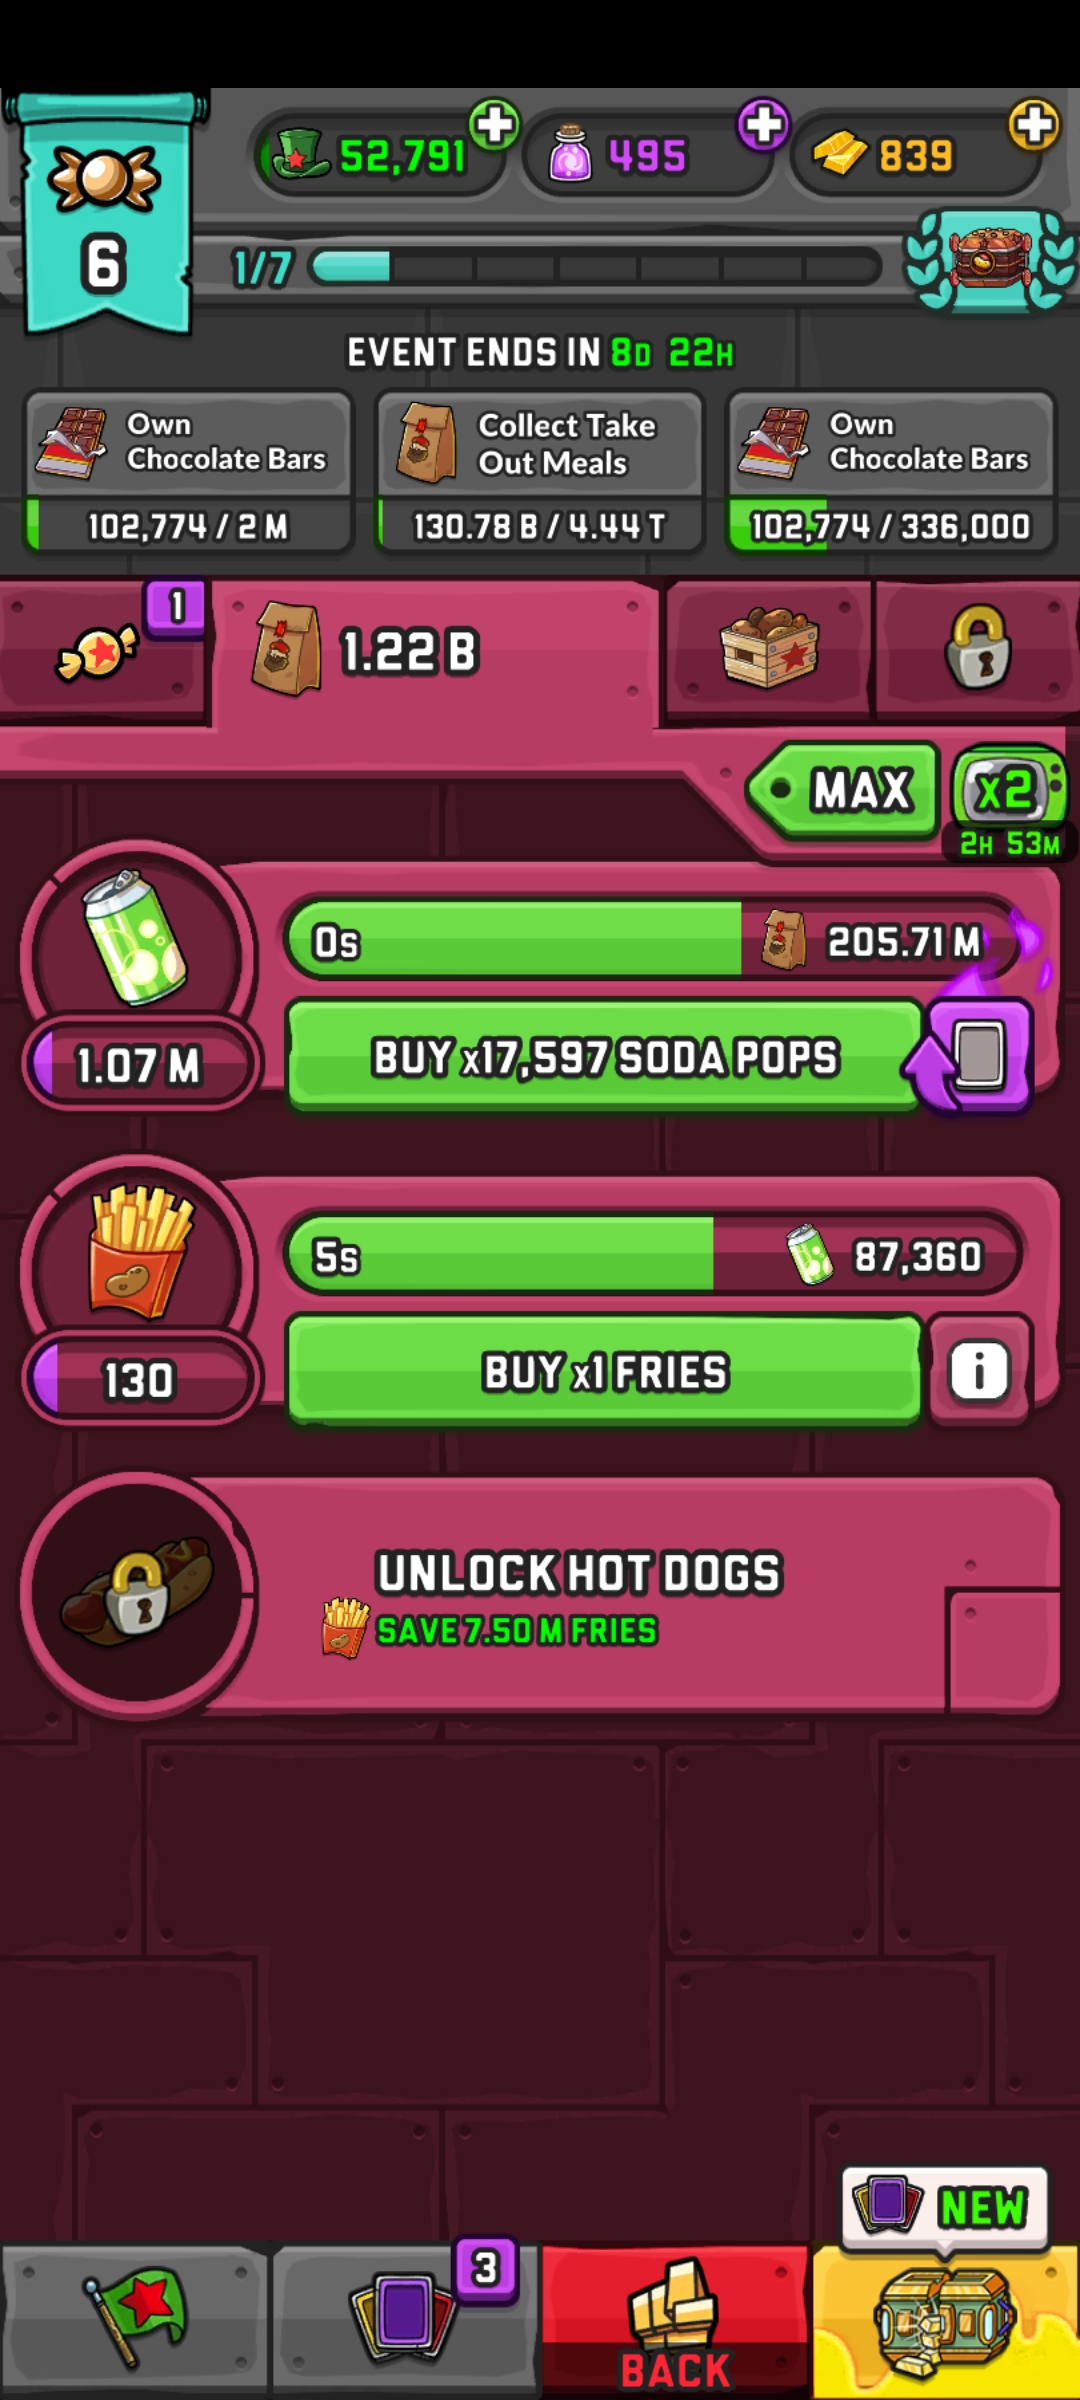 52,791
495
839
6
1/7
EVENT ENDS IN 8D 22H
Own
Chocolate Bars
102,774 / 2 M
Collect Take
Out Meals
130.78 B / 4.44 T
Own
Chocolate Bars
102,774 / 336,000
1
1.22 B
MAX
x2
2H 53M
0s
205.71 M
1.07 M
BUY x17,597 SODA POPS
5s
87,360
130
BUY x1 FRIES
i
UNLOCK HOT DOGS
SAVE 7.50 M FRIES
NEW
3
BACK